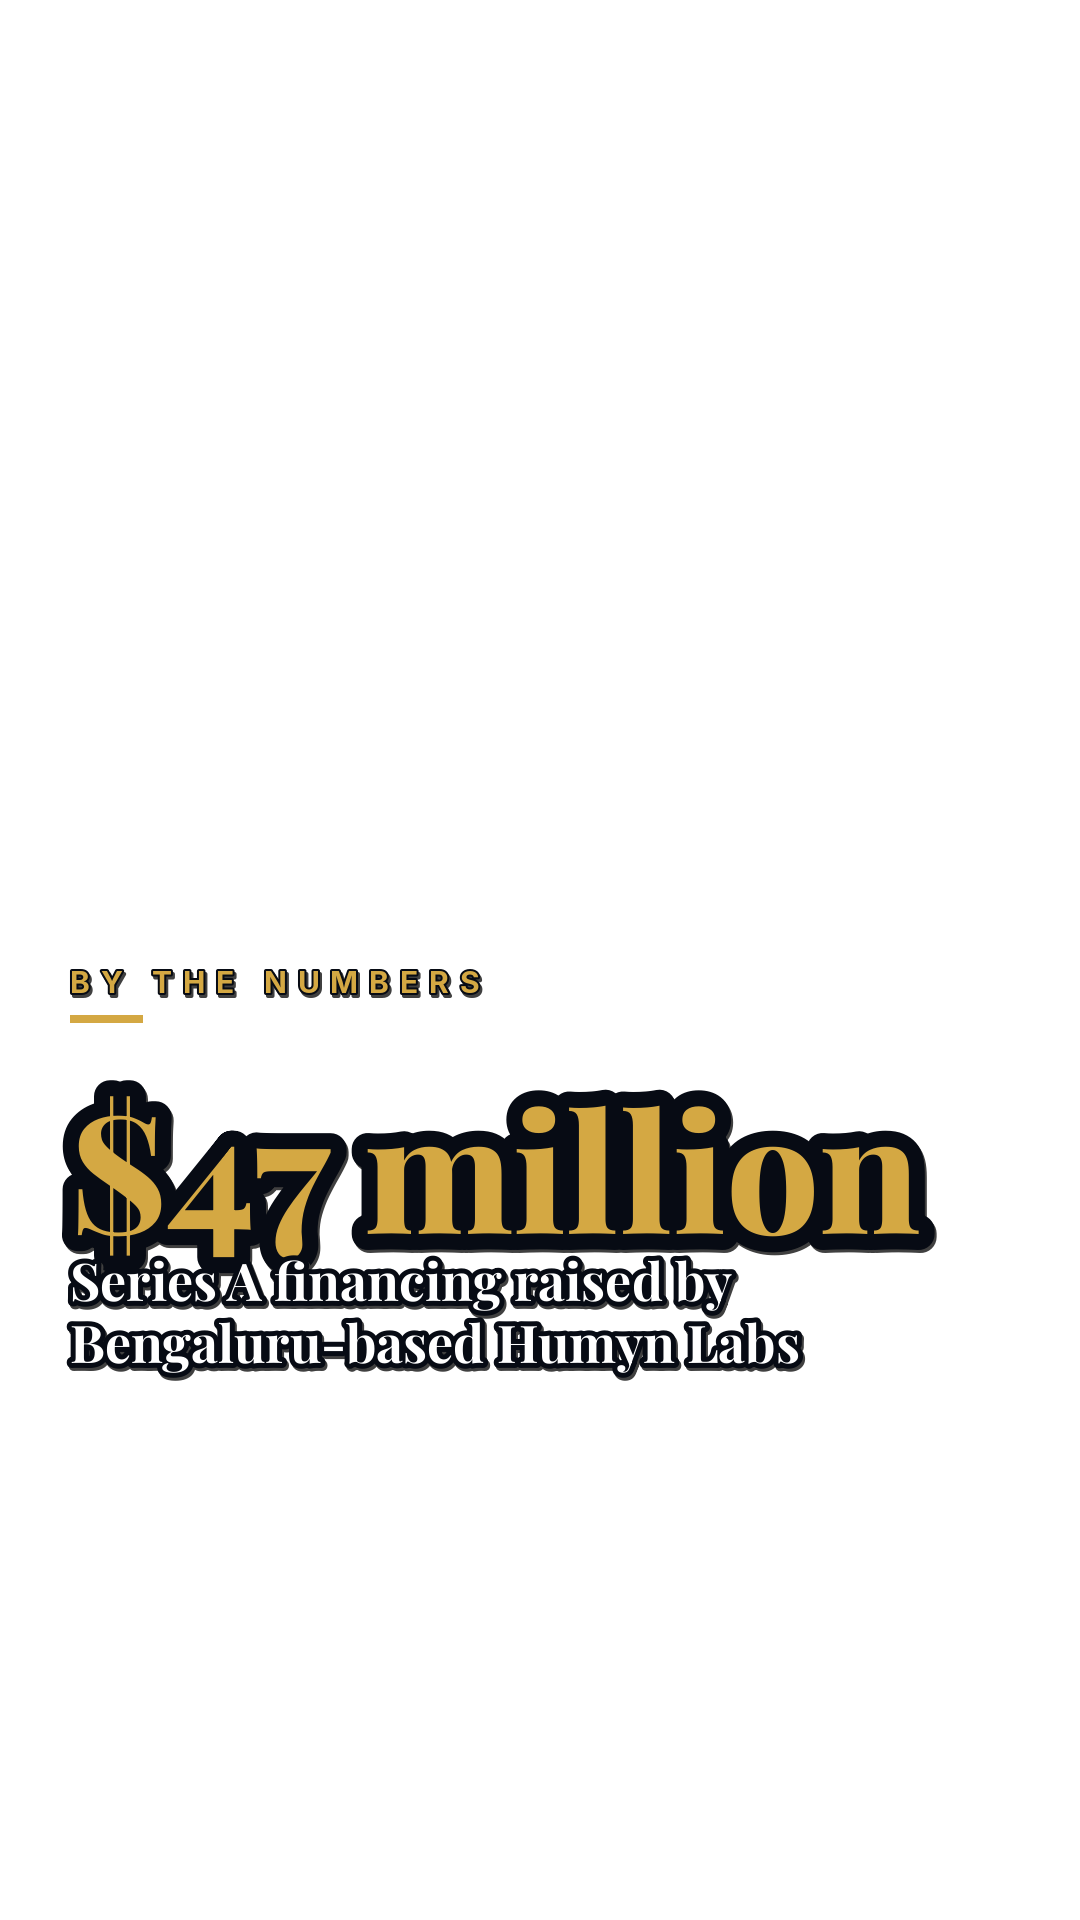 BY THE NUMBERS
$47 million
Series A financing raised by
Bengaluru-based Humyn Labs